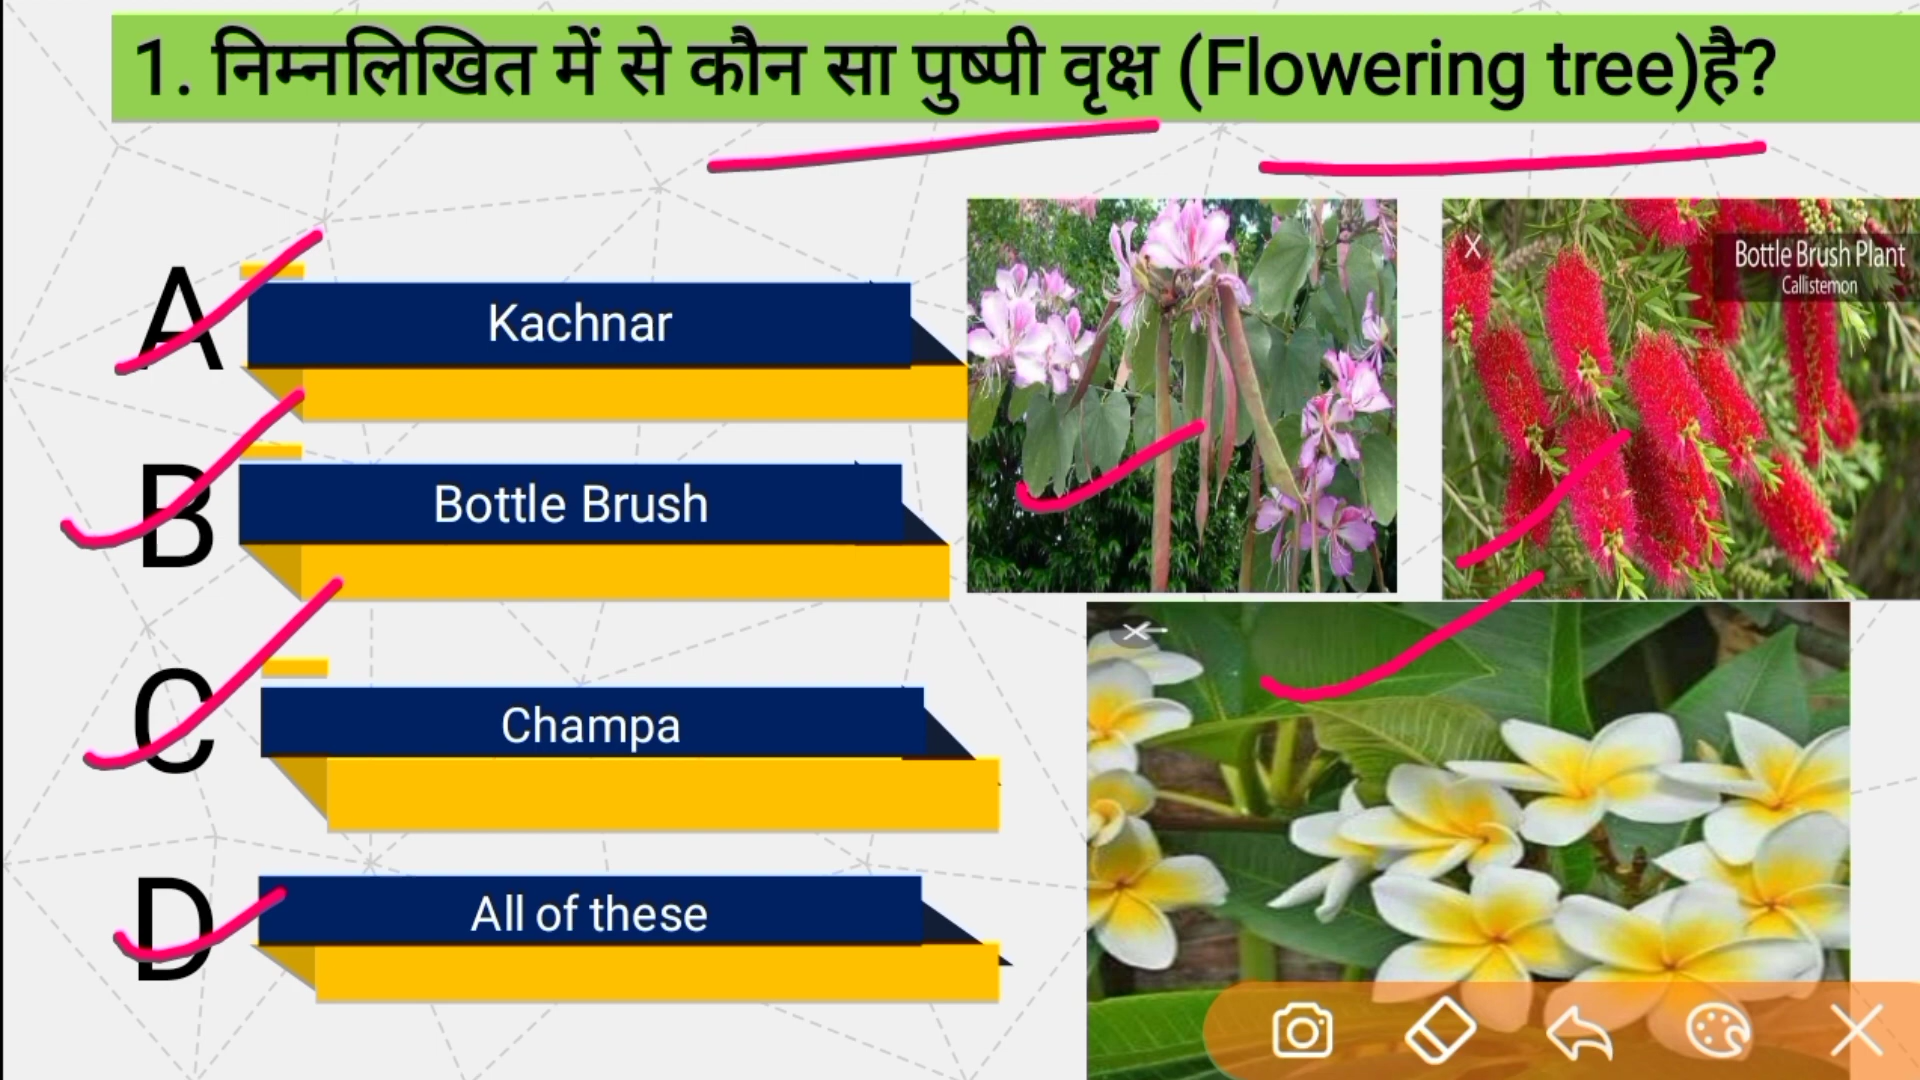 1. निम्नलिखित में से कौन सा पुष्पी वृक्ष (Flowering tree)है?
A
Kachnar
B
Bottle Brush
C
Champa
D
All of these
Bottle Brush Plant
Callistemon